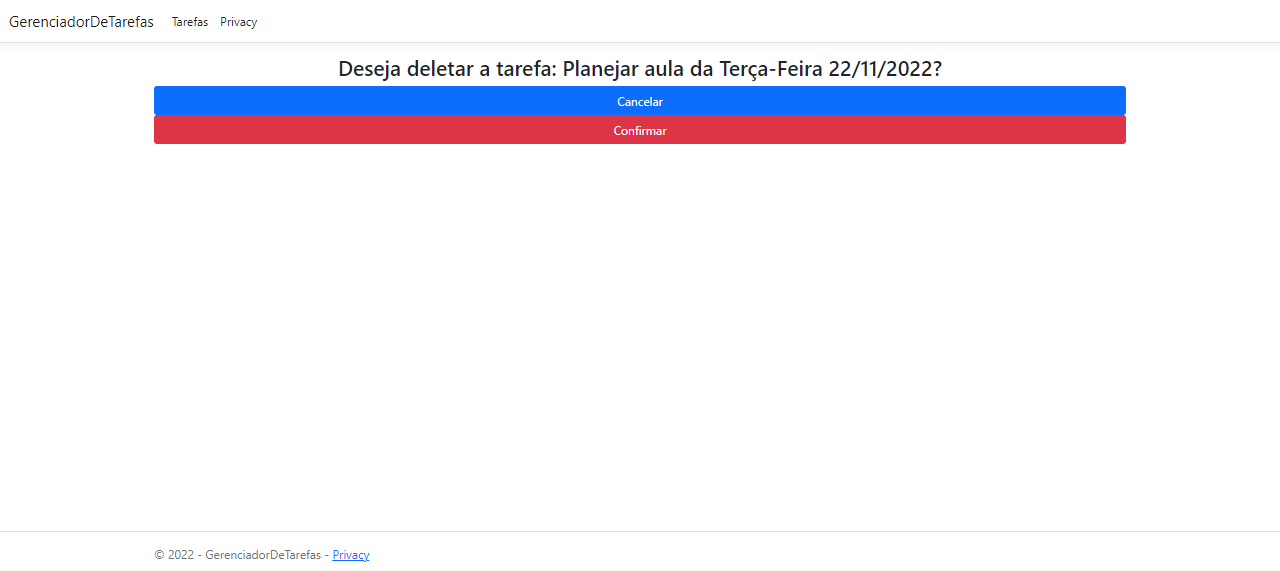 GerenciadorDeTarefas Tarefas Privacy
Deseja deletar a tarefa: Planejar aula da Terça-Feira 22/11/2022?
Cancelar
Confirmar
© 2022 - GerenciadorDeTarefas - Privacy